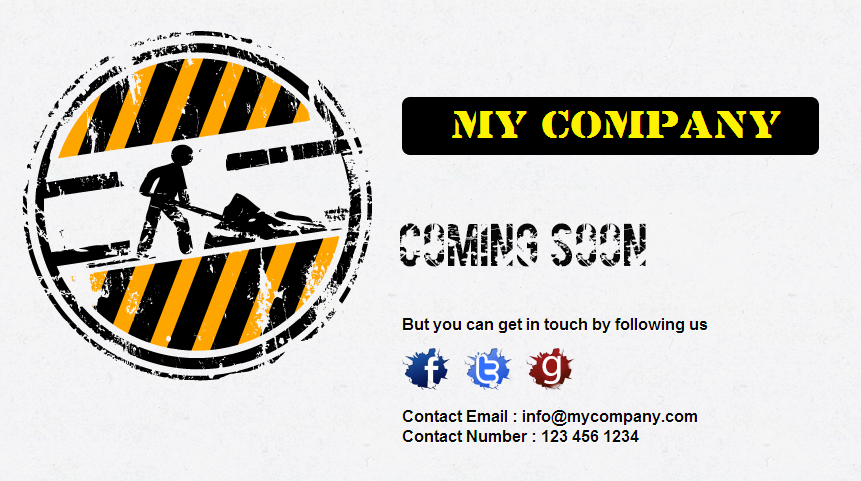 MY COMPANY
COMING SOON
But you can get in touch by following us
f t g
Contact Email : info@mycompany.com
Contact Number : 123 456 1234